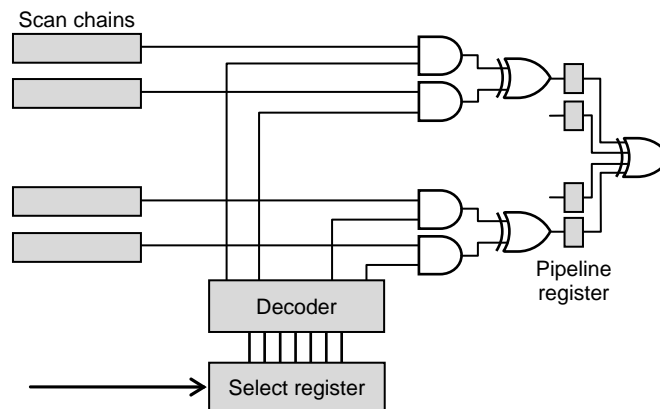 Scan chains
Pipeline
register
Decoder
Select register